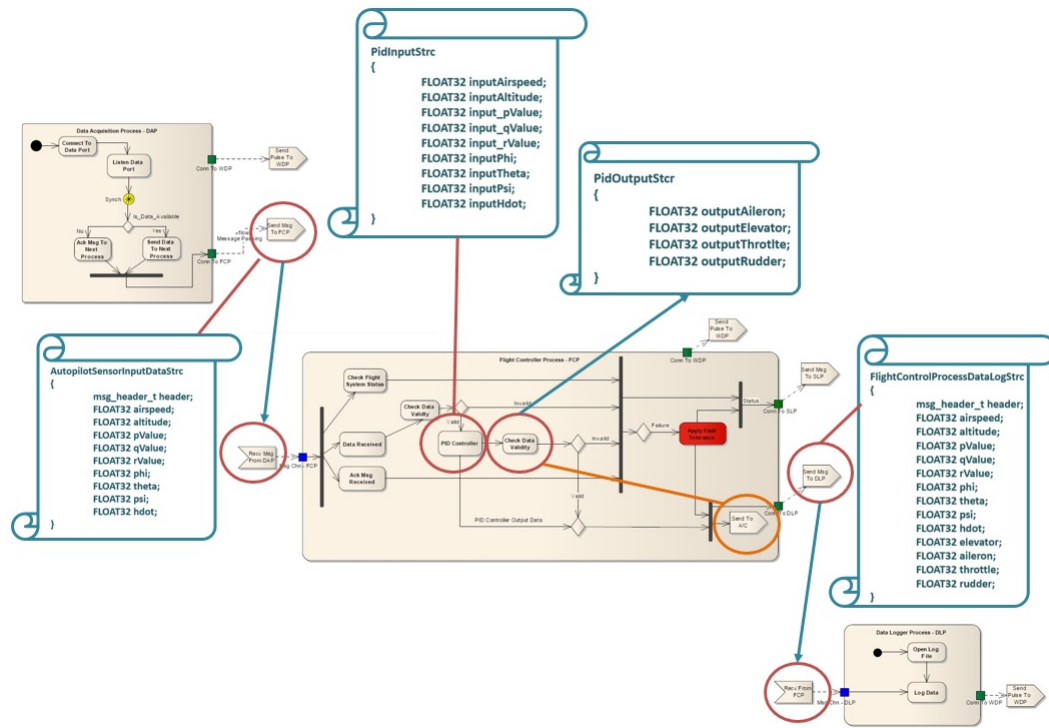 PidInputStrc
{
FLOAT32 inputAirspeed;
FLOAT32 inputAltitude;
FLOAT32 input_pValue;
FLOAT32 input_qValue;
FLOAT32 input_rValue;
FLOAT32 inputPhi;
FLOAT32 inputTheta;
FLOAT32 inputPsi;
FLOAT32 inputHdot;
}
PidOutputStcr
{
FLOAT32 outputAileron;
FLOAT32 outputElevator;
FLOAT32 outputThrotlte;
FLOAT32 outputRudder;
}
Data Acquisition Process - DAP
Connect To
Data Port
Listen Data
Port
Synch
Is_Data_Available
No
Yes
Ack Msg To
Next
Process
Send Data
To Next
Process
Conn To WDP
Send
Pulse To
WDP
«flow»
Message Passing
Send Msg
To FCP
Conn To FCP
AutopilotSensorInputDataStrc
{
msg_header_t header;
FLOAT32 airspeed;
FLOAT32 altitude;
FLOAT32 pValue;
FLOAT32 qValue;
FLOAT32 rValue;
FLOAT32 phi;
FLOAT32 theta;
FLOAT32 psi;
FLOAT32 hdot;
}
Flight Controller Process - FCP
Recv Msg
From DAP
Msg Chn - FCP
Check Flight
System Status
Data Received
Ack Msg
Received
Check Data
Validty
Invalid
Valid
PID Controller
Check Data
Validity
Invalid
Valid
PID Controller Output Data
Failure
Apply Fault
Tolerance
Status
Send To
A/C
Conn To WDP
Send
Pulse To
WDP
Conn To SLP
Send Msg
To SLP
Conn To DLP
Send Msg
To DLP
FlightControlProcessDataLogStrc
{
msg_header_t header;
FLOAT32 airspeed;
FLOAT32 altitude;
FLOAT32 pValue;
FLOAT32 qValue;
FLOAT32 rValue;
FLOAT32 phi;
FLOAT32 theta;
FLOAT32 psi;
FLOAT32 hdot;
FLOAT32 elevator;
FLOAT32 aileron;
FLOAT32 throttle;
FLOAT32 rudder;
}
Data Logger Process - DLP
Open Log
File
Log Data
Recv From
FCP
Msg Chn - DLP
Conn To WDP
Send
Pulse To
WDP